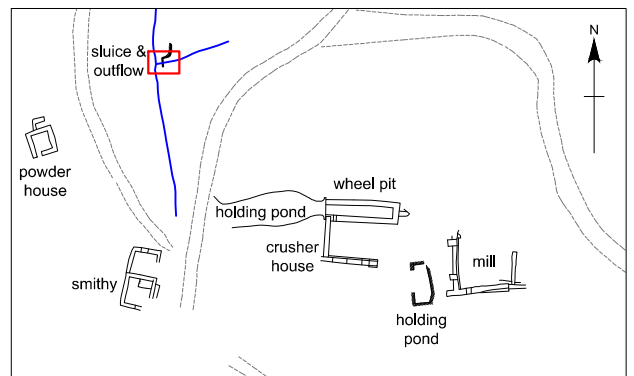 sluice &
outflow
N
powder
house
wheel pit
holding pond
crusher
house
mill
smithy
holding
pond